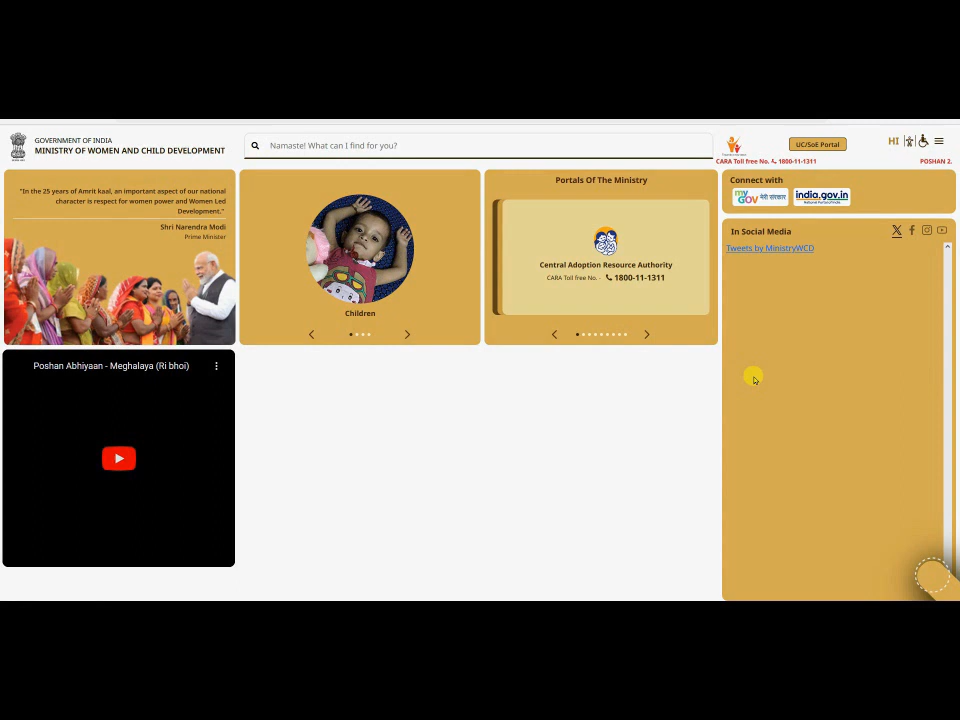 GOVERNMENT OF INDIA
MINISTRY OF WOMEN AND CHILD DEVELOPMENT
Namaste! What can I find for you?
UC/SoE Portal
HI
CARA Toll free No. 1800-11-1311
POSHAN 2.
"In the 25 years of Amrit kaal, an important aspect of our national
character is respect for women power and Women Led
Development."
Shri Narendra Modi
Prime Minister
Children
Portals Of The Ministry
Central Adoption Resource Authority
CARA Toll free No. - 1800-11-1311
Connect with
my
GOV मेरी सरकार
india.gov.in
In Social Media
Tweets by MinistryWCD
Poshan Abhiyaan - Meghalaya (Ri bhoi)